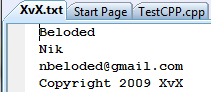 XvX.txt Start Page TestCPP.cpp
Beloded
Nik
nbeloded@gmail.com
Copyright 2009 XvX